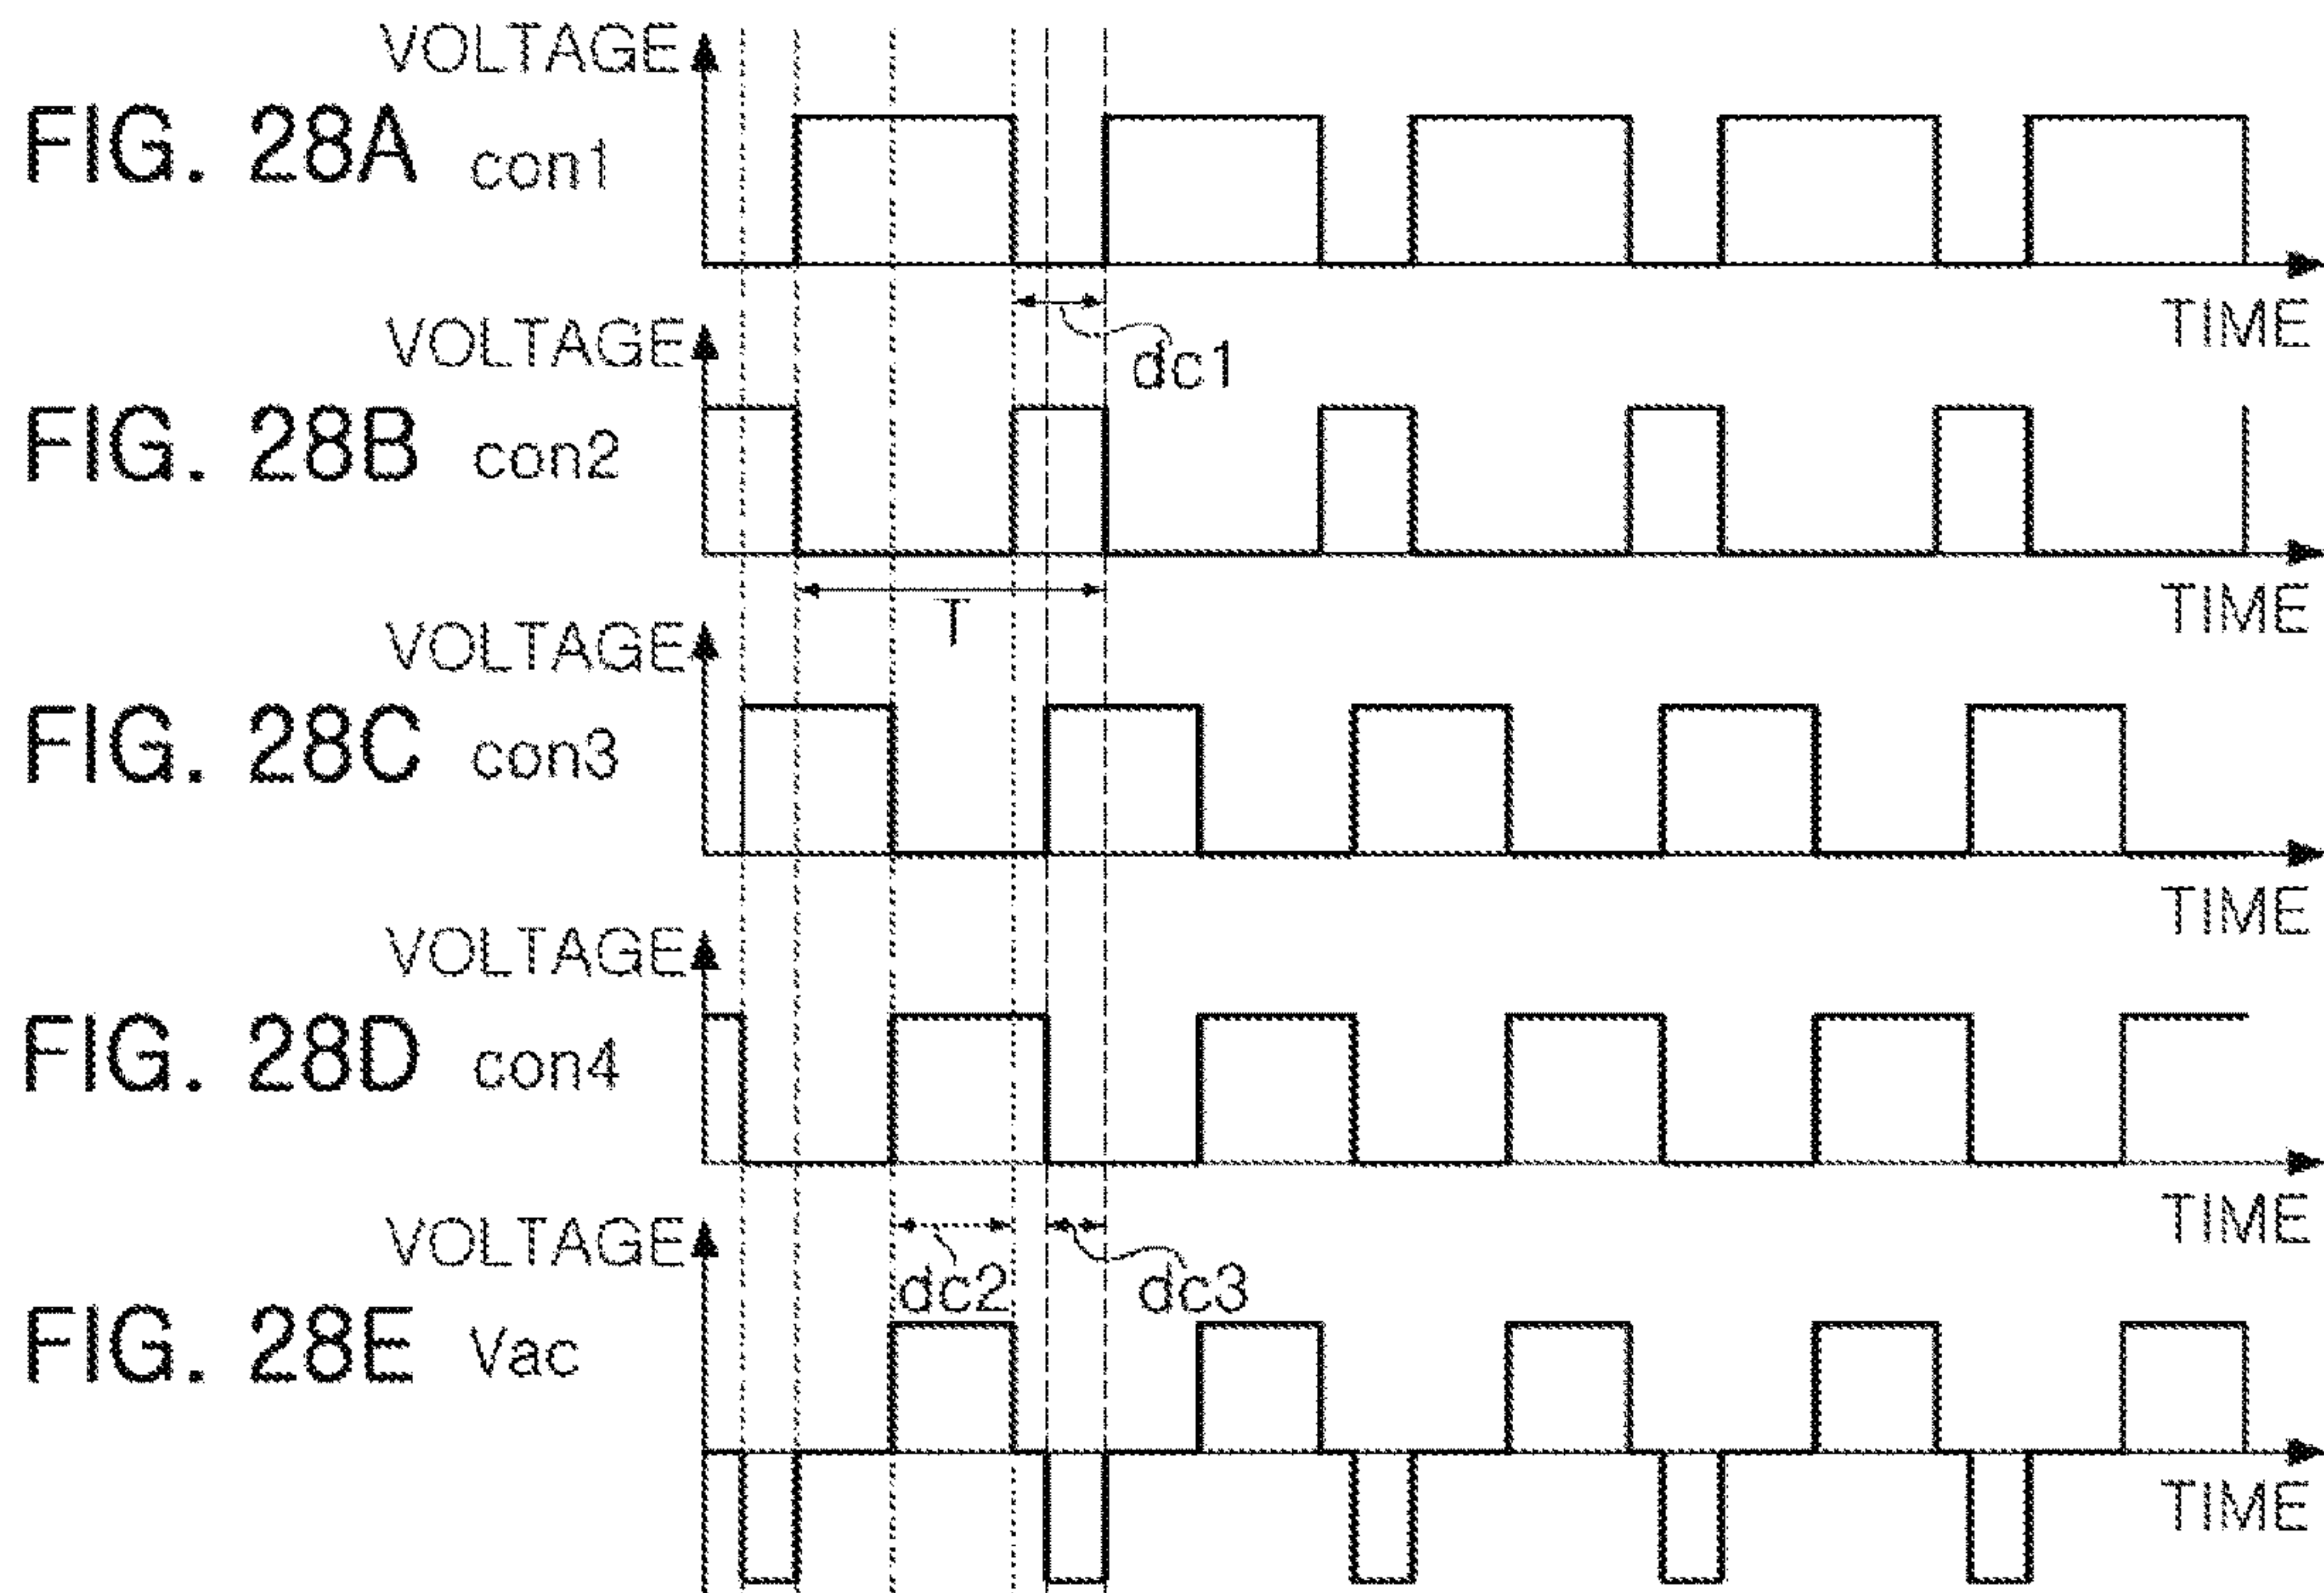 VOLTAGE
FIG. 28A con1
TIME
dc1
VOLTAGE
FIG. 28B con2
TIME
T
VOLTAGE
FIG. 28C con3
TIME
VOLTAGE
FIG. 28D con4
TIME
VOLTAGE
dc2 dc3
FIG. 28E Vac
TIME